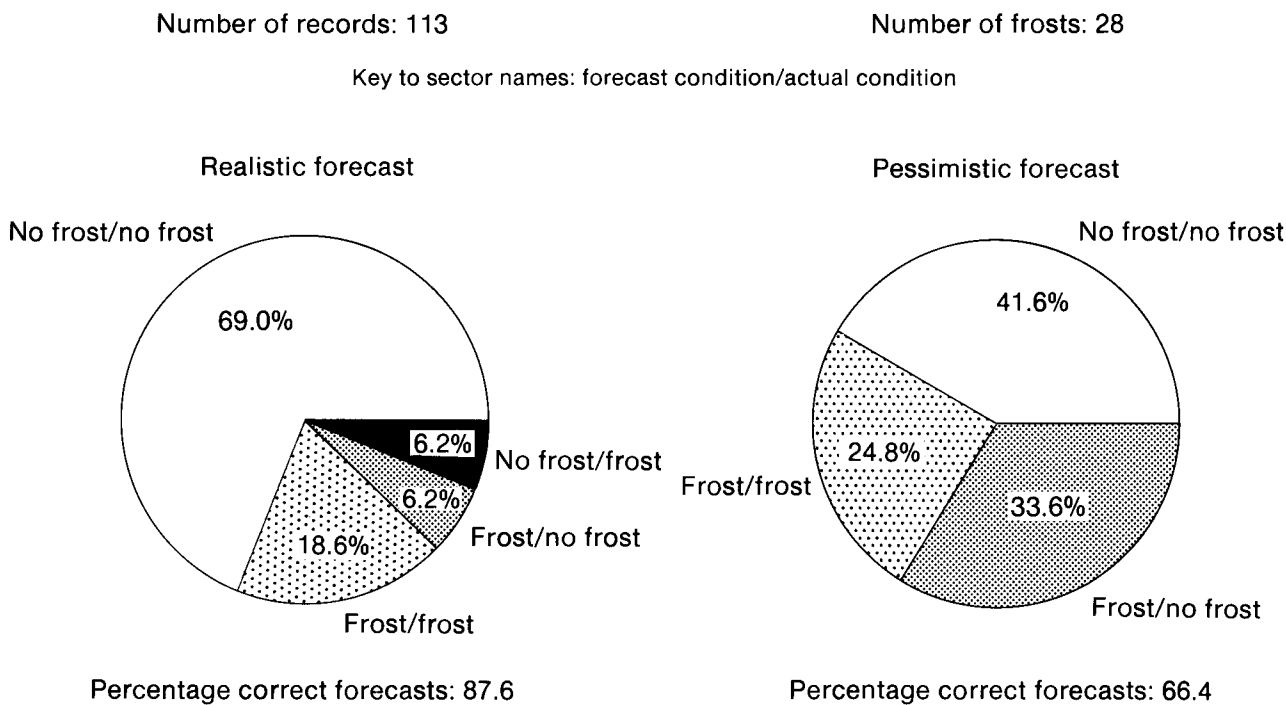 Number of records: 113
Number of frosts: 28
Key to sector names: forecast condition/actual condition
Realistic forecast
No frost/no frost
69.0%
6.2%
No frost/frost
6.2%
Frost/no frost
18.6%
Frost/frost
Percentage correct forecasts: 87.6
Pessimistic forecast
No frost/no frost
41.6%
24.8%
Frost/frost
33.6%
Frost/no frost
Percentage correct forecasts: 66.4